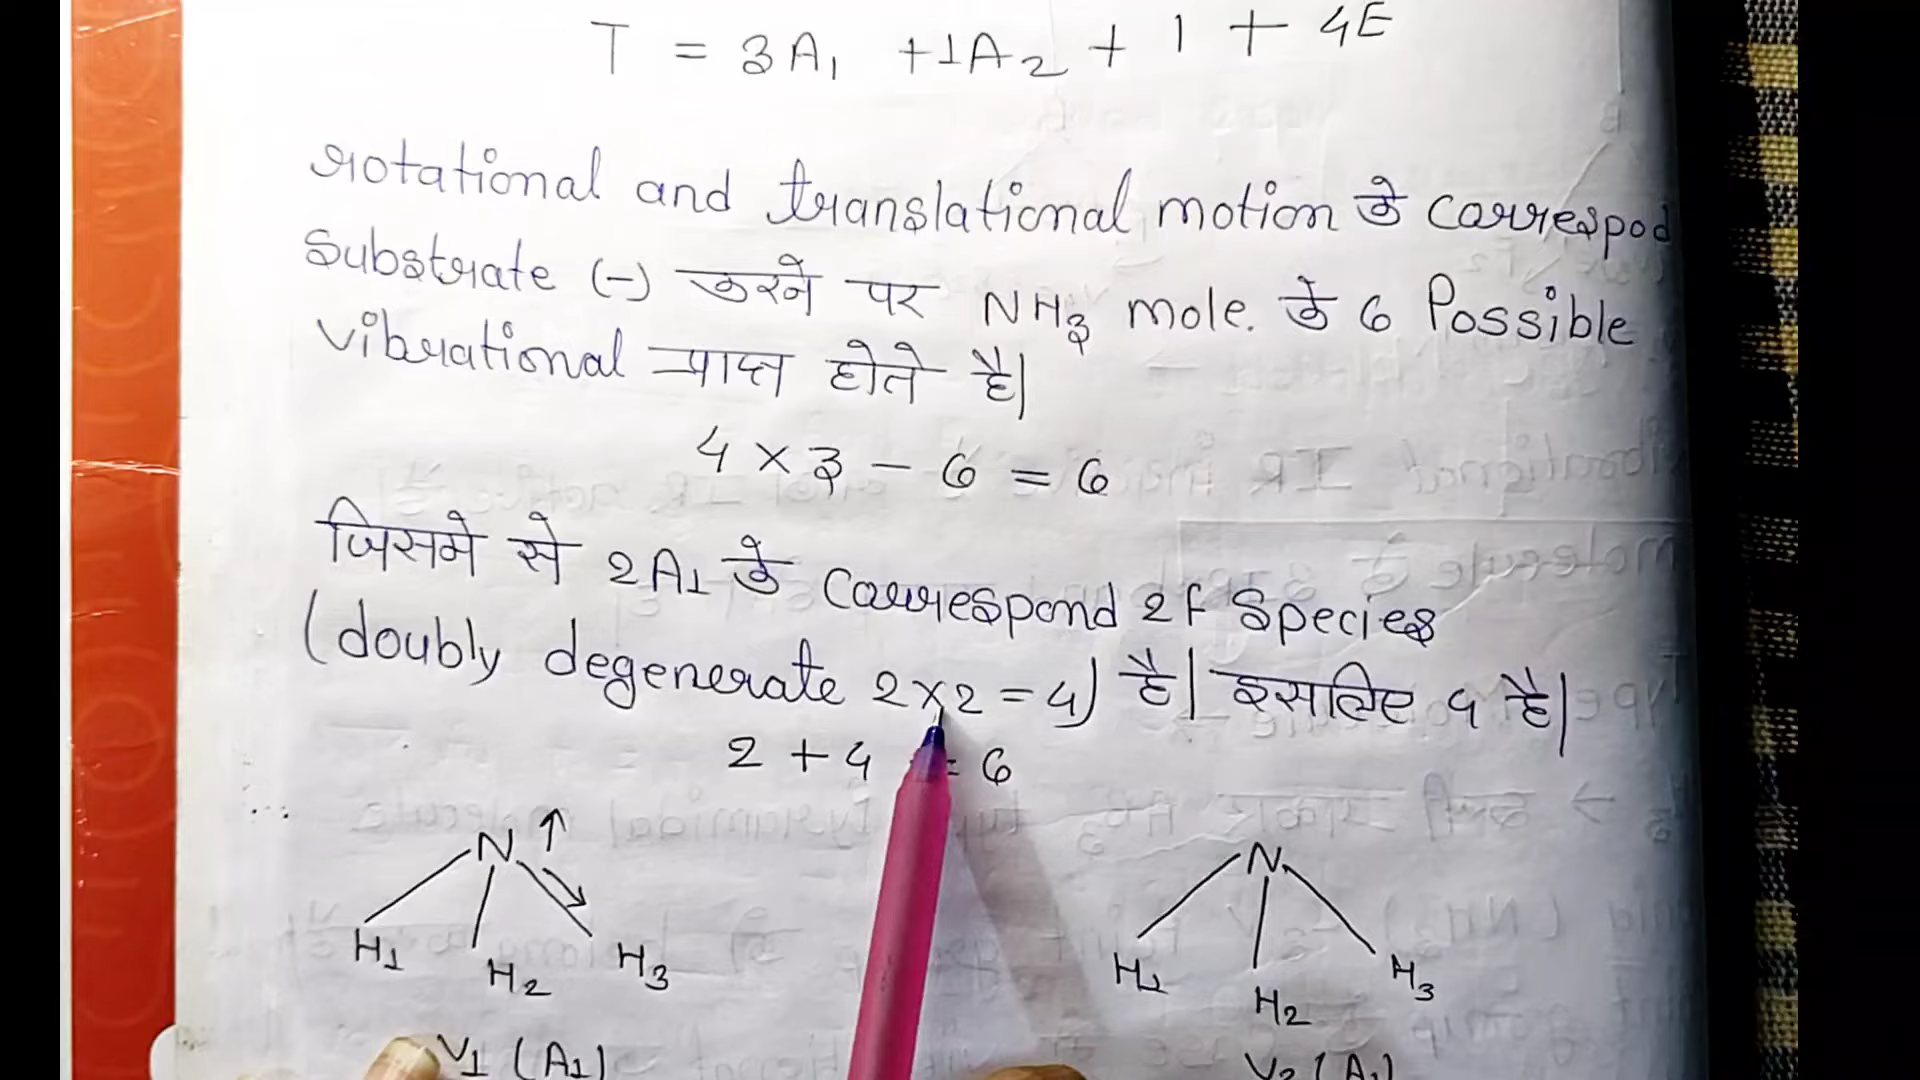 T = 3A1 +1A2 + 1 + 4E
rotational and translational motion के correspod
Substrate (-) करने पर NH3 mole. के 6 Possible
Vibrational प्राप्त होते है।
4 × 3 - 6 = 6
जिसमे से 2A1 के Correspond 2f Species
(doubly degenerate 2×2 = 4) है। इसलिए 4 है।
2 + 4 = 6
N N
H1 H2 H3 H1 H2 H3
V1 (A1) V2 (A1)